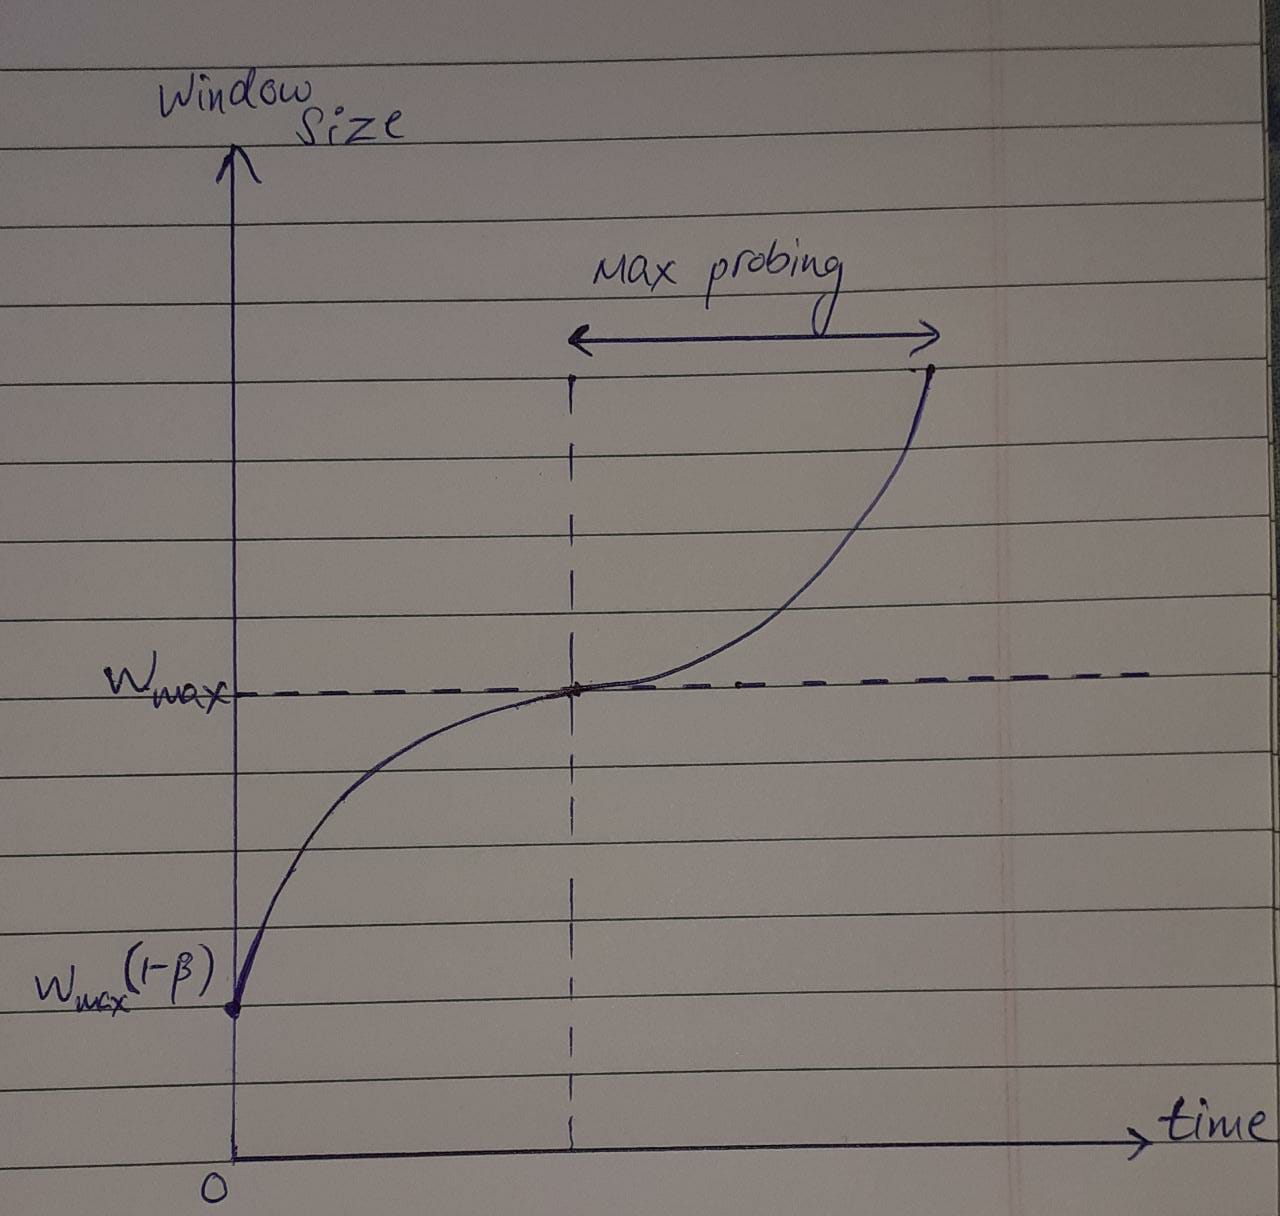 Window
Size
Max probing
Wmax
Wmax(1-β)
time
0